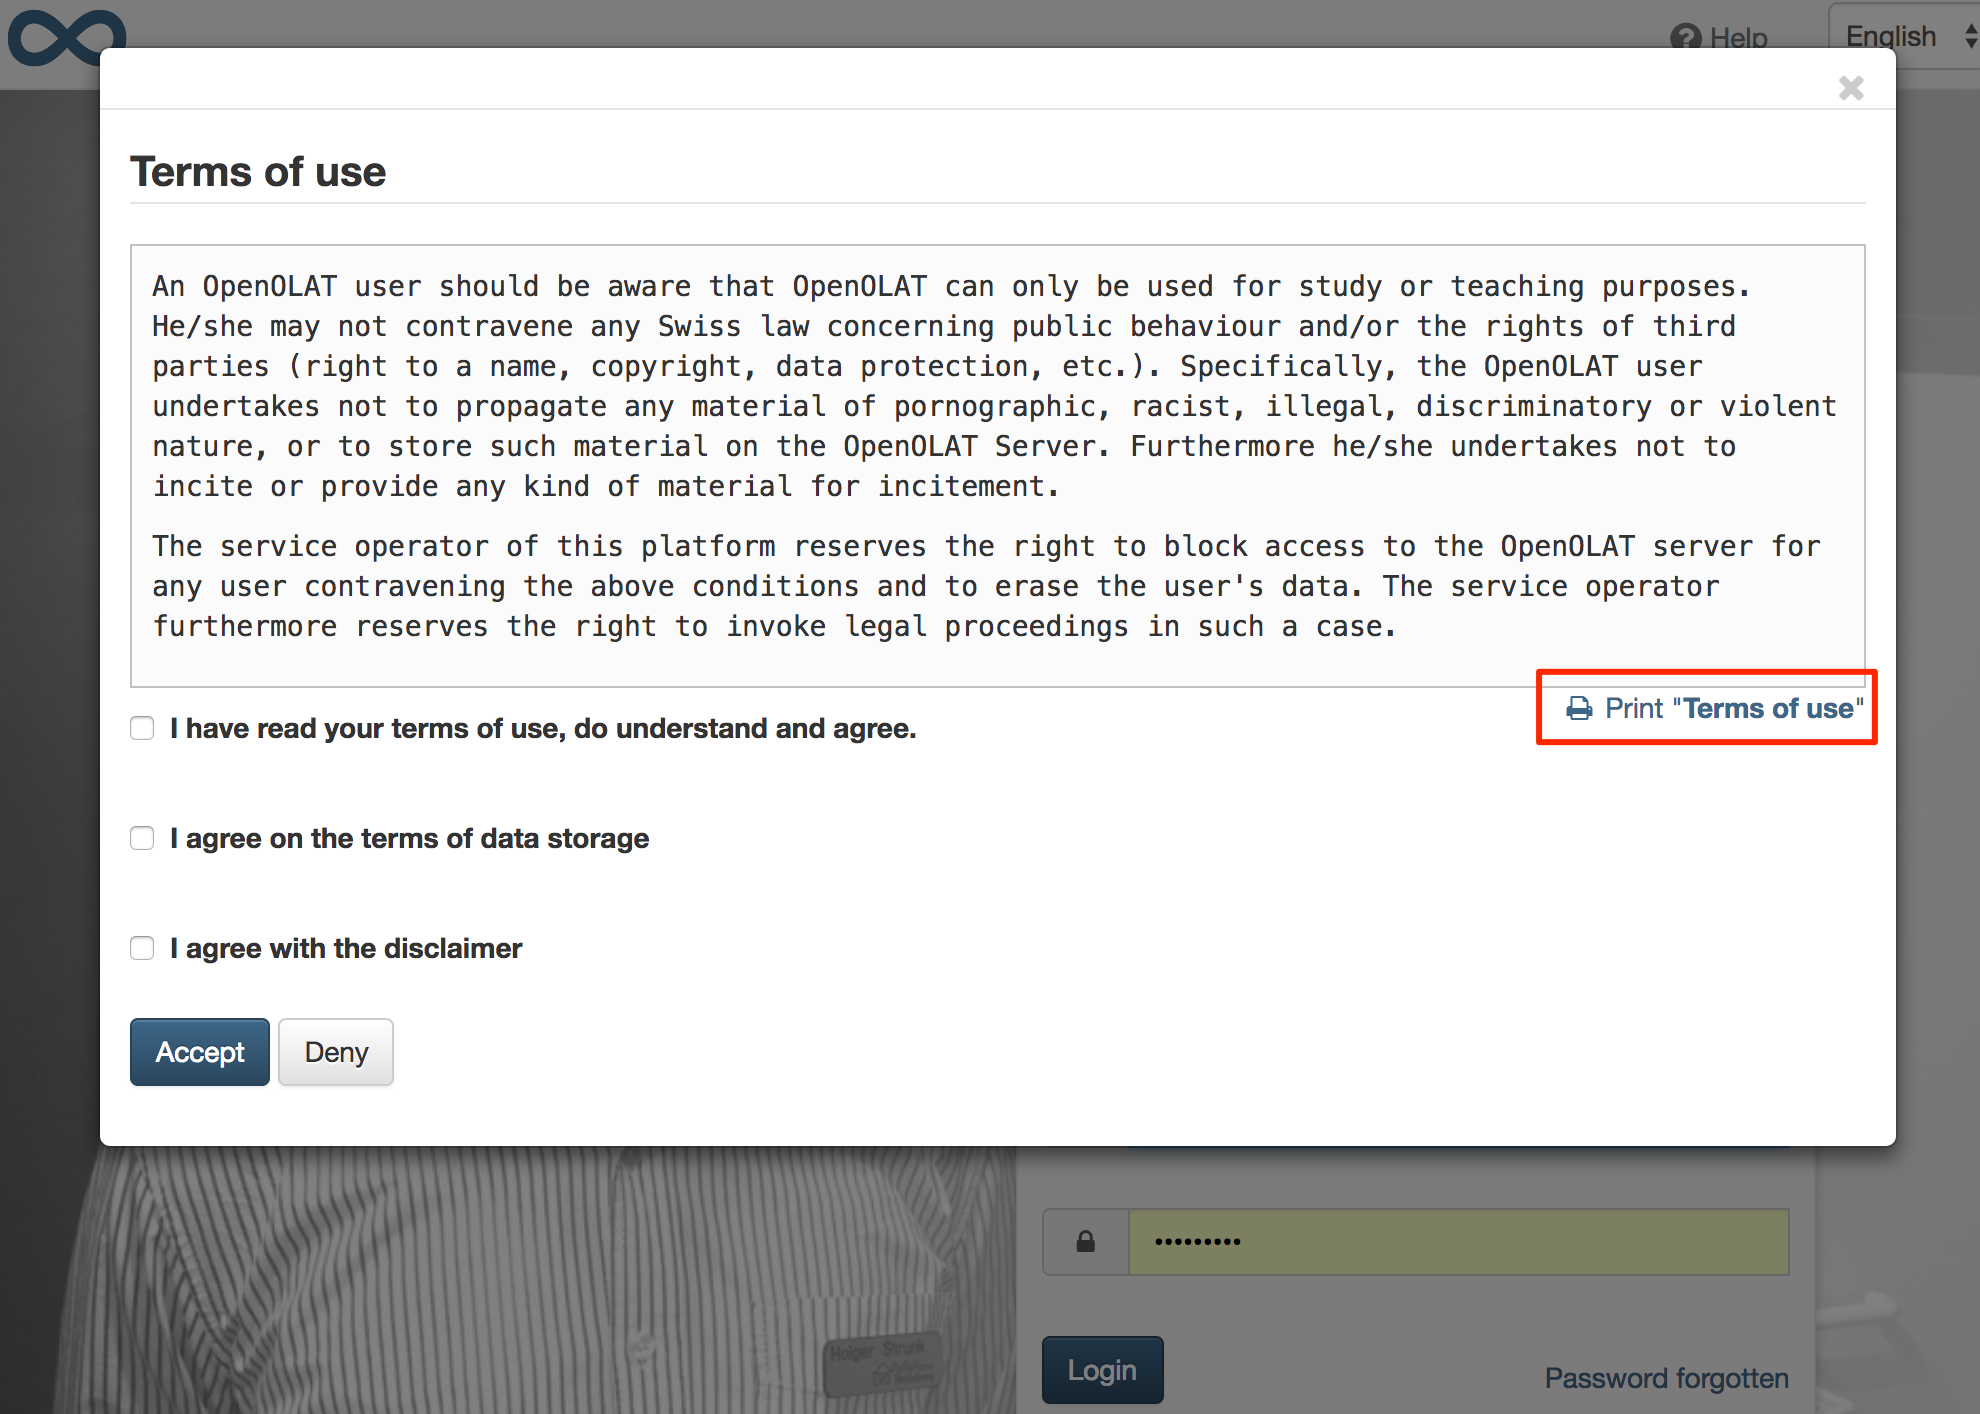 Help
English
Terms of use
An OpenOLAT user should be aware that OpenOLAT can only be used for study or teaching purposes.
He/she may not contravene any Swiss law concerning public behaviour and/or the rights of third
parties (right to a name, copyright, data protection, etc.). Specifically, the OpenOLAT user
undertakes not to propagate any material of pornographic, racist, illegal, discriminatory or violent
nature, or to store such material on the OpenOLAT Server. Furthermore he/she undertakes not to
incite or provide any kind of material for incitement.
The service operator of this platform reserves the right to block access to the OpenOLAT server for
any user contravening the above conditions and to erase the user's data. The service operator
furthermore reserves the right to invoke legal proceedings in such a case.
Print "Terms of use"
I have read your terms of use, do understand and agree.
I agree on the terms of data storage
I agree with the disclaimer
Accept
Deny
Holger Strunk
Login
Password forgotten